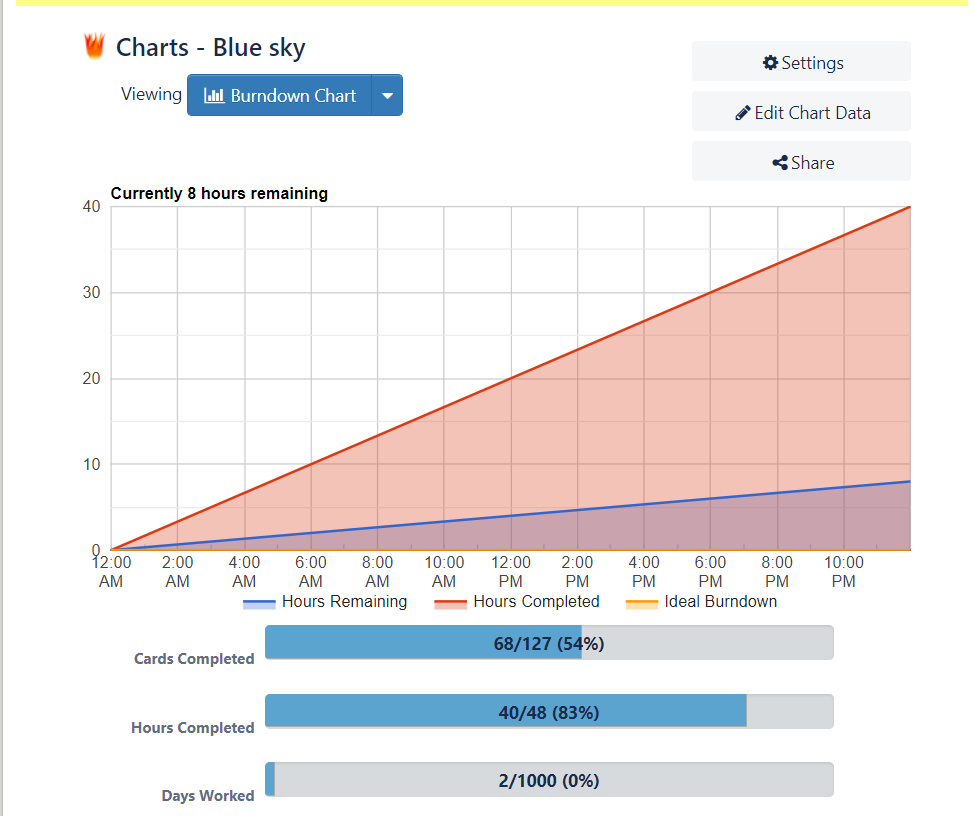 Charts - Blue sky
Viewing
Burndown Chart
Settings
Edit Chart Data
Share
Currently 8 hours remaining
40
30
20
10
0
12:00 2:00 4:00 6:00 8:00 10:00 12:00 2:00 4:00 6:00 8:00 10:00
AM AM AM AM AM AM PM PM PM PM PM PM
Hours Remaining Hours Completed Ideal Burndown
Cards Completed 68/127 (54%)
Hours Completed 40/48 (83%)
Days Worked 2/1000 (0%)